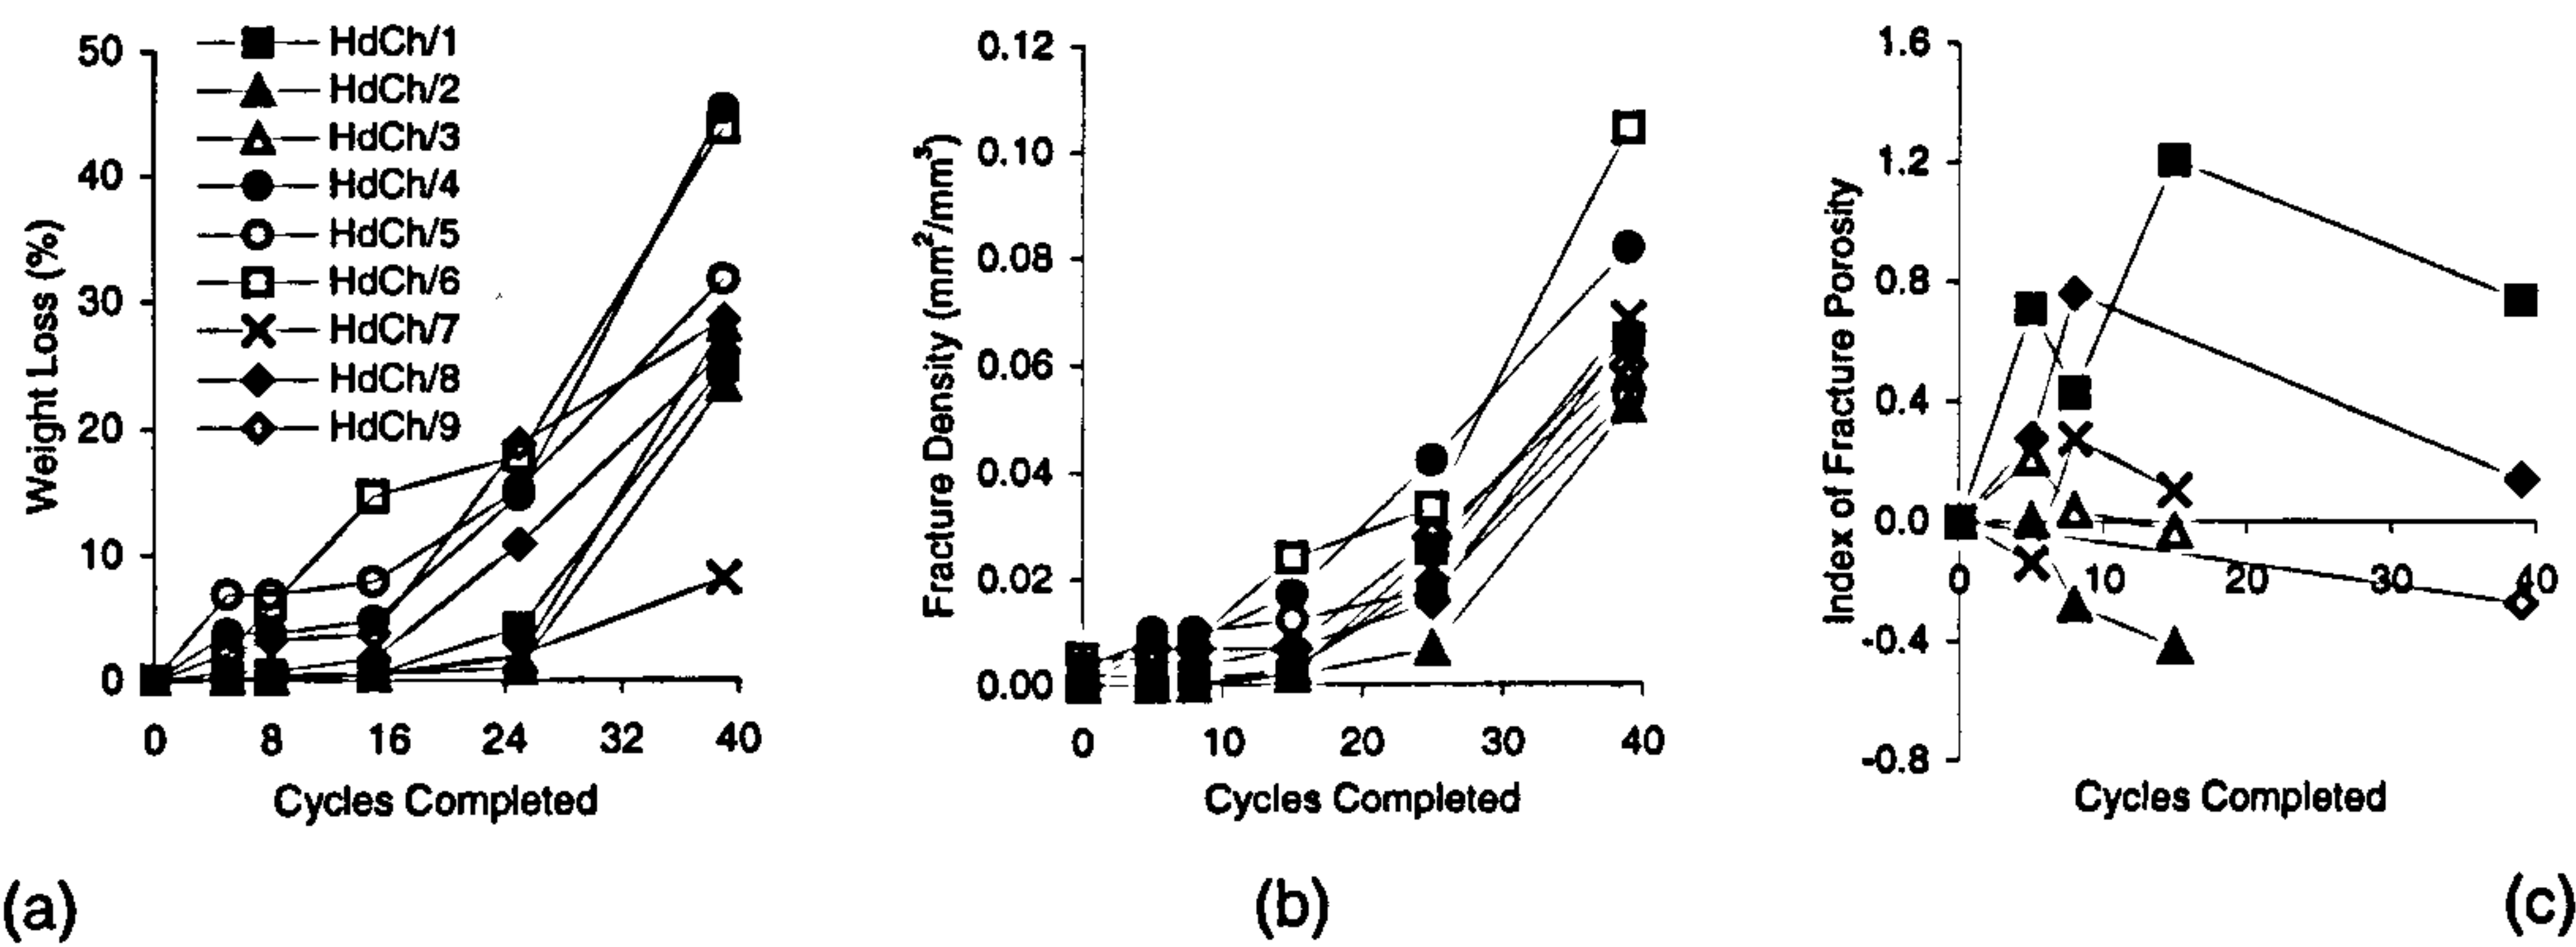 50
40
30
20
10
0
Weight Loss (%)
HdCh/1
HdCh/2
HdCh/3
HdCh/4
HdCh/5
HdCh/6
HdCh/7
HdCh/8
HdCh/9
0 8 16 24 32 40
Cycles Completed
(a)
0.12
0.10
0.08
0.06
0.04
0.02
0.00
Fracture Density (mm²/mm³)
0 10 20 30 40
Cycles Completed
(b)
1.6
1.2
0.8
0.4
0.0
-0.4
-0.8
Index of Fracture Porosity
0 10 20 30 40
Cycles Completed
(c)